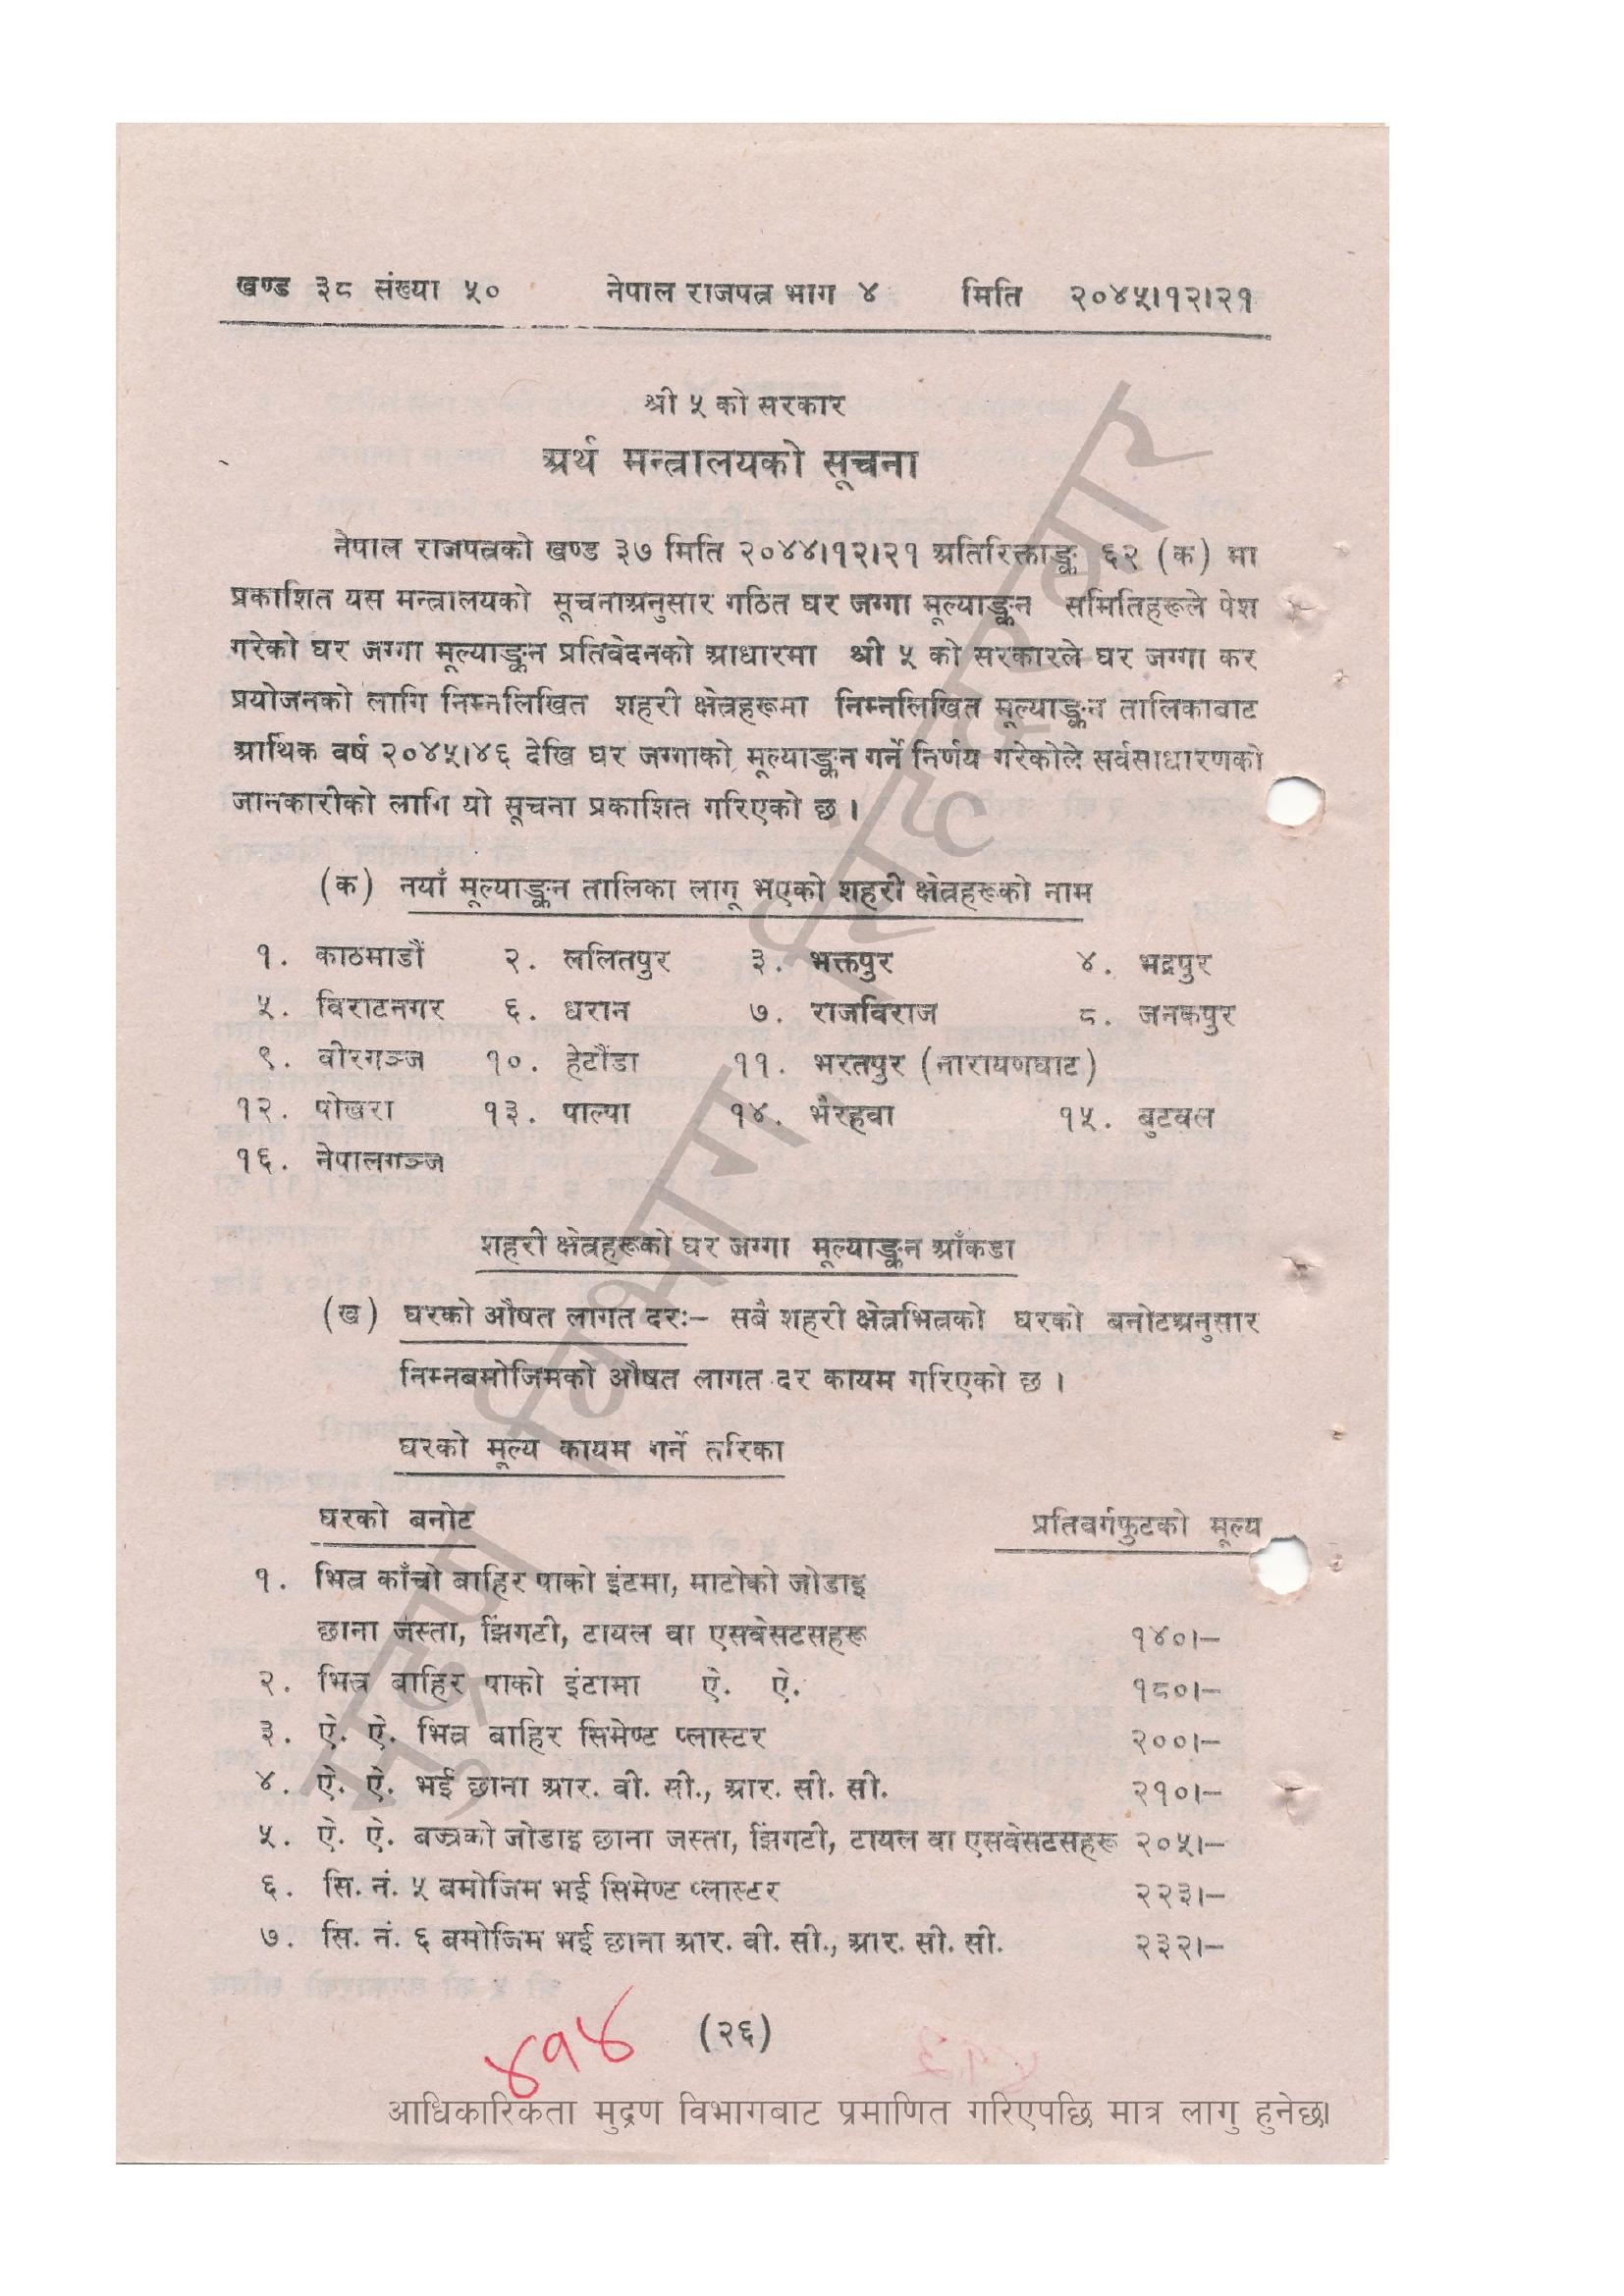 खण्ड ३८ संख्या ५० नेपाल राजपत्र भाग ४ मिति २०४५।१२।२१
श्री ५ को सरकार
अर्थ मन्त्रालयको सूचना
नेपाल राजपत्रको खण्ड ३७ मिति २०४४।१२।२१ अतिरिक्ताङ्क ६२ (क) मा
प्रकाशित यस मन्त्रालयको सूचनाअनुसार गठित घर जग्गा मूल्याङ्कन समितिहरूले पेश
गरेको घर जग्गा मूल्याङ्कन प्रतिवेदनको आधारमा श्री ५ को सरकारले घर जग्गा कर
प्रयोजनको लागि निम्नलिखित शहरी क्षेत्रहरूमा निम्नलिखित मूल्याङ्कन तालिकाबाट
आर्थिक वर्ष २०४५।४६ देखि घर जग्गाको मूल्याङ्कन गर्ने निर्णय गरेकोले सर्वसाधारणको
जानकारीको लागि यो सूचना प्रकाशित गरिएको छ ।
(क) नयाँ मूल्याङ्कन तालिका लागू भएको शहरी क्षेत्रहरूको नाम
१. काठमाडौं २. ललितपुर ३. भक्तपुर ४. भद्रपुर
५. विराटनगर ६. धरान ७. राजविराज ८. जनकपुर
९. वीरगञ्ज १०. हेटौंडा ११. भरतपुर (नारायणघाट)
१२. पोखरा १३. पाल्पा १४. भैरहवा १५. बुटवल
१६. नेपालगञ्ज
शहरी क्षेत्रहरूको घर जग्गा मूल्याङ्कन आँकडा
(ख) घरको औषत लागत दरः– सबै शहरी क्षेत्रभित्रको घरको बनोटअनुसार
निम्नबमोजिमको औषत लागत दर कायम गरिएको छ ।
घरको मूल्य कायम गर्ने तरिका
घरको बनोट प्रतिवर्गफुटको मूल्य
१. भित्र काँचो बाहिर पाको इंटमा, माटोको जोडाइ
छाना जस्ता, झिंगटी, टायल वा एसवेसटसहरू १४०।–
२. भित्र बाहिर पाको इंटामा ऐ. ऐ. १८०।–
३. ऐ. ऐ. भित्र बाहिर सिमेण्ट प्लास्टर २००।–
४. ऐ. ऐ. भई छाना आर. वी. सी., आर. सी. सी. २१०।–
५. ऐ. ऐ. बज्रको जोडाइ छाना जस्ता, झिंगटी, टायल वा एसवेसटसहरू २०५।–
६. सि. नं. ५ बमोजिम भई सिमेण्ट प्लास्टर २२३।–
७. सि. नं. ६ बमोजिम भई छाना आर. वी. सी., आर. सी. सी. २३२।–
४१४ (२६)
आधिकारिकता मुद्रण विभागबाट प्रमाणित गरिएपछि मात्र लागु हुनेछ।
मुद्रण विभाग, सिंहदरबार